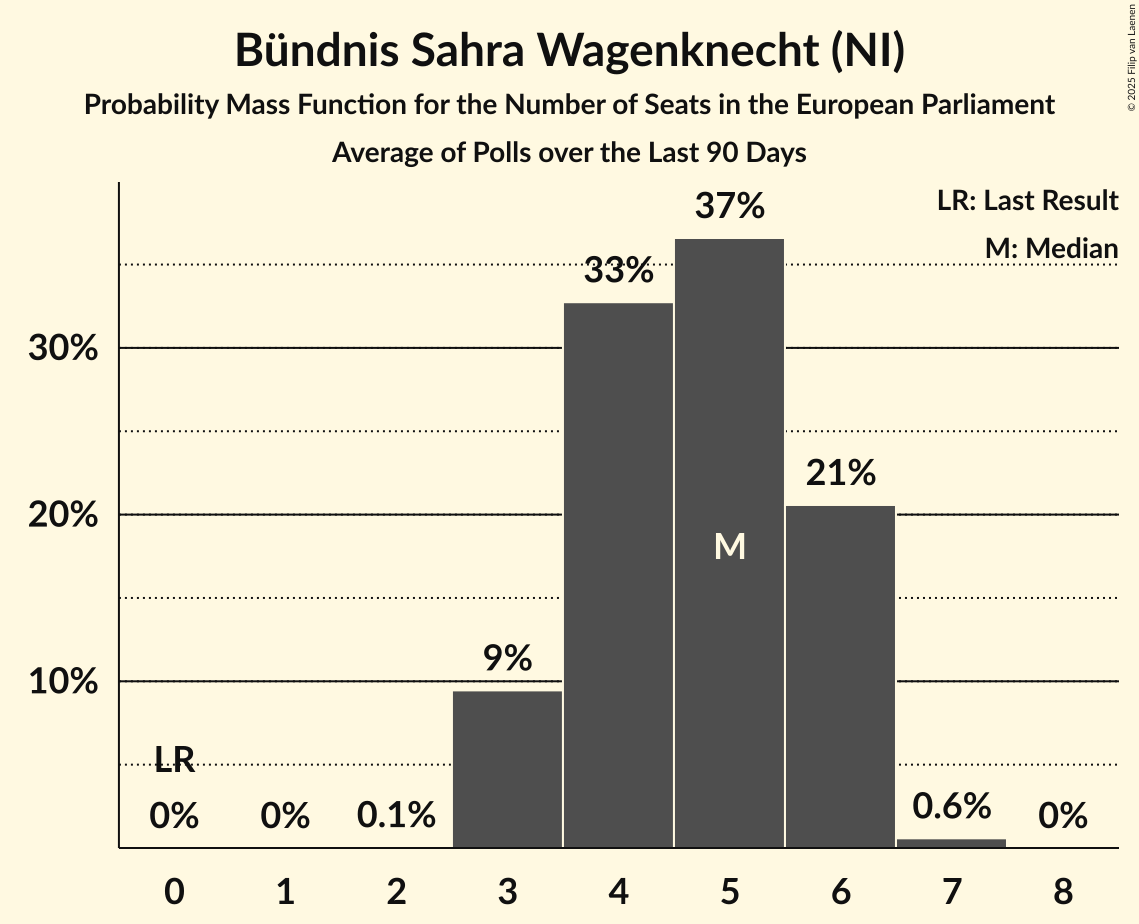 Bündnis Sahra Wagenknecht (NI)
Probability Mass Function for the Number of Seats in the European Parliament
Average of Polls over the Last 90 Days
© 2025 Filip van Laenen
LR: Last Result
M: Median
37%
33%
30%
21%
20%
M
9%
10%
LR
0%
0%
0.1%
0.6%
0%
0 1 2 3 4 5 6 7 8